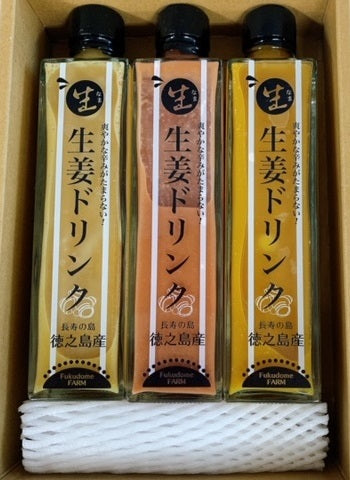 生
なま
爽やかな辛みがたまらない!
生姜ドリンク
長寿の島
徳之島産
Fukudome
FARM
生
なま
爽やかな辛みがたまらない!
生姜ドリンク
長寿の島
徳之島産
Fukudome
FARM
生
なま
爽やかな辛みがたまらない!
生姜ドリンク
長寿の島
徳之島産
Fukudome
FARM